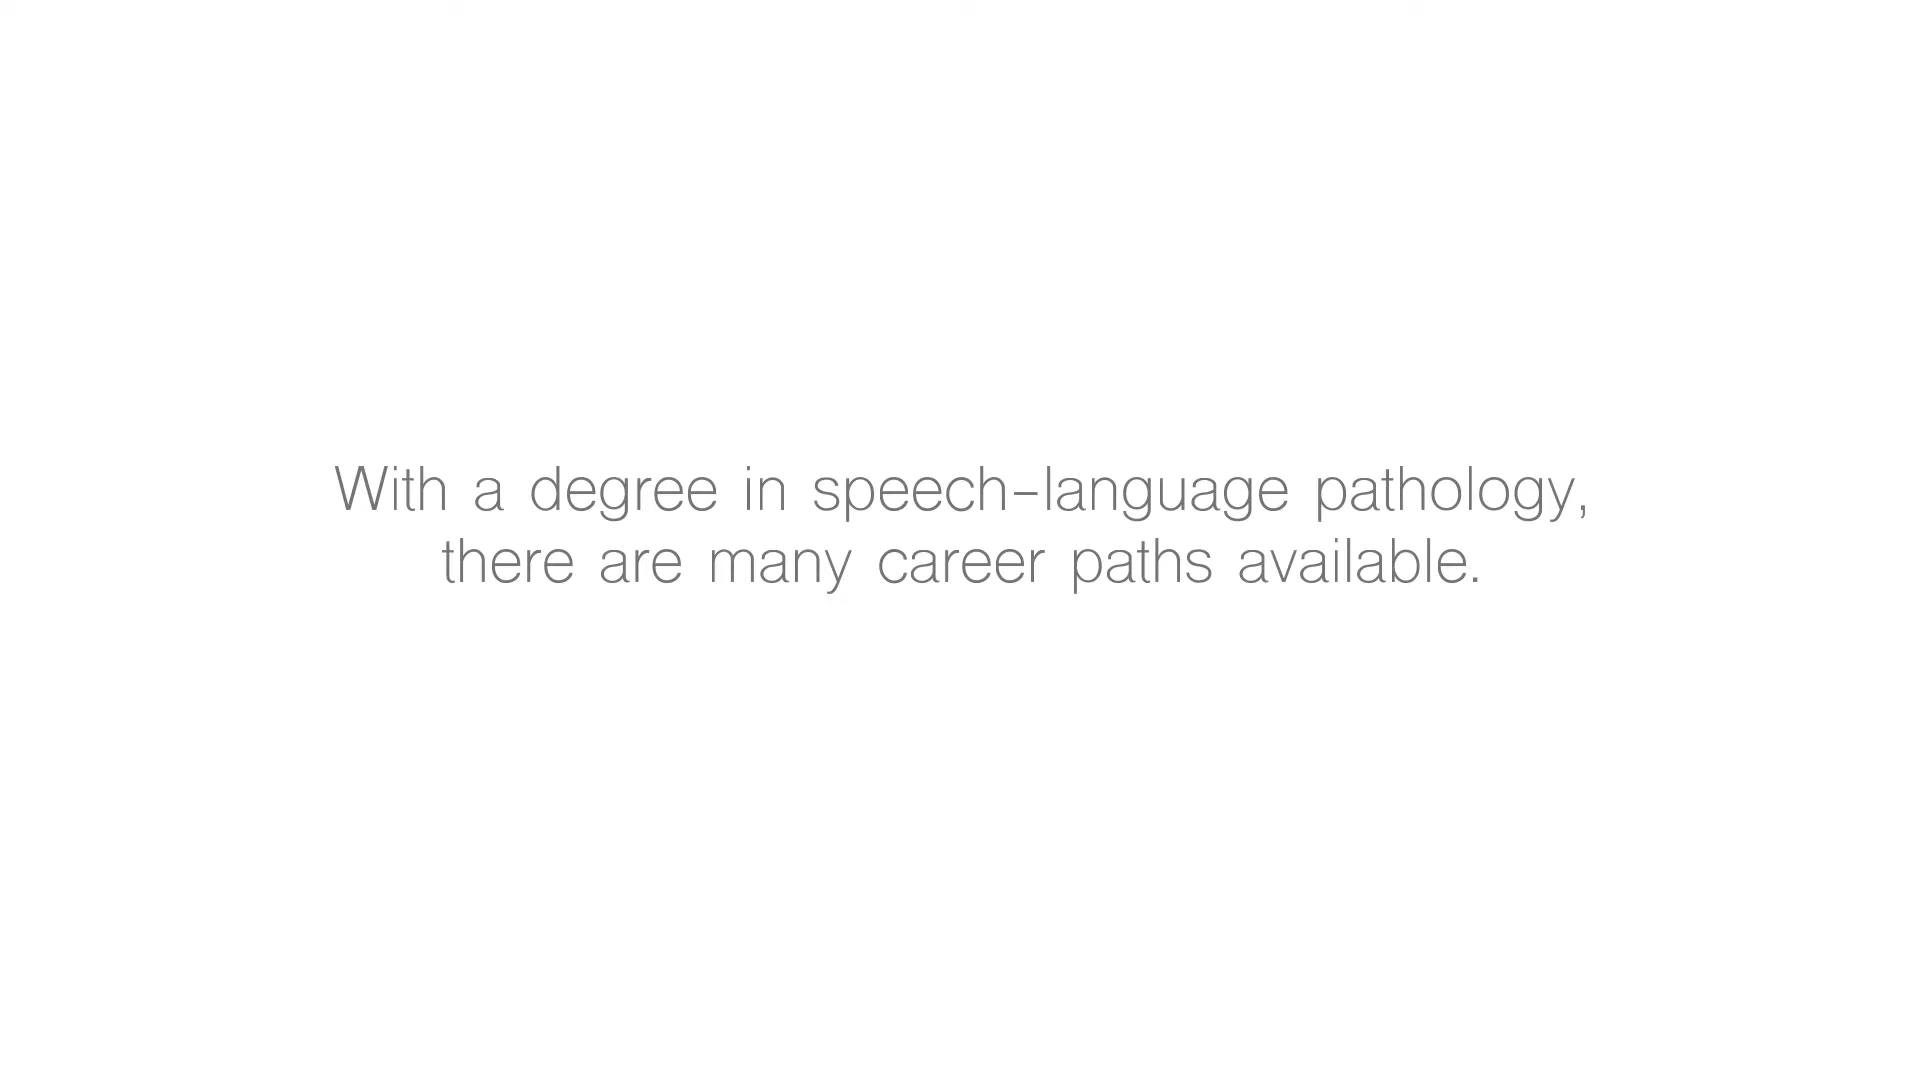 With a degree in speech-language pathology,
there are many career paths available.